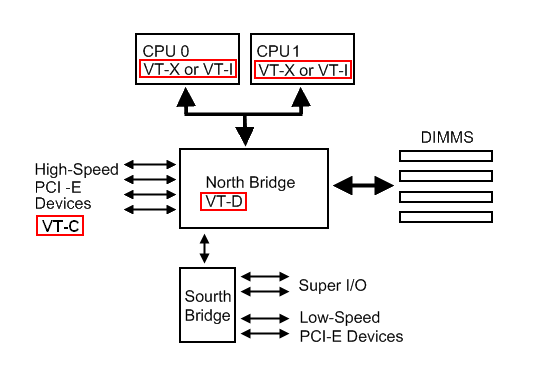 CPU 0
VT-X or VT-I
CPU 1
VT-X or VT-I
DIMMS
High-Speed
PCI -E
Devices
VT-C
North Bridge
VT-D
Sourth
Bridge
Super I/O
Low-Speed
PCI-E Devices